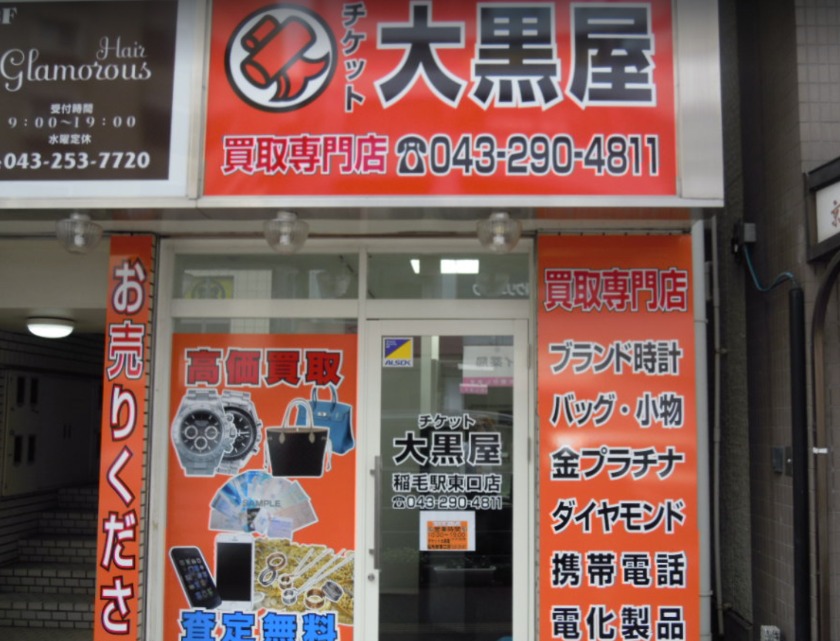 F
Hair
Glamorous
受付時間
9:00~19:00
水曜定休
043-253-7720
チケット
大黒屋
買取専門店 ☎043-290-4811
お売りくださ
高価買取
SAMPLE
査定無料
ALSOK
チケット
大黒屋
稲毛駅東口店
☎043-290-4811
買取専門店
ブランド時計
バッグ・小物
金プラチナ
ダイヤモンド
携帯電話
電化製品